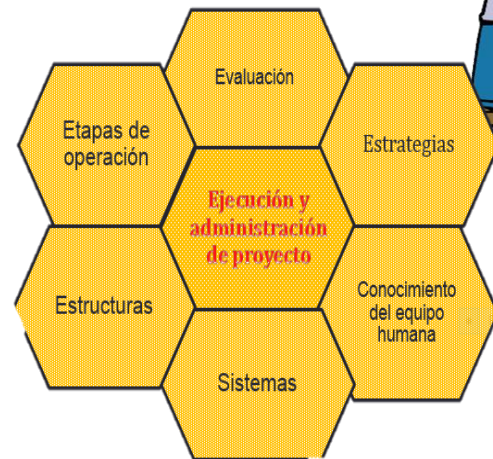 Evaluación
Etapas de
operación
Estrategias
Ejecución y
administración
de proyecto
Estructuras
Conocimiento
del equipo
humana
Sistemas